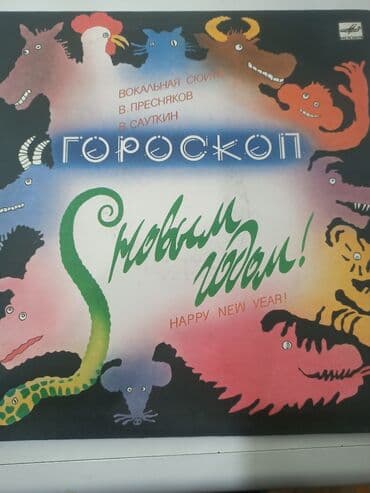 ВОКАЛЬНАЯ СЮИТА
В. ПРЕСНЯКОВ
В. САУТКИН
ГОРОСКОП
С новым
годом!
HAPPY NEW YEAR!